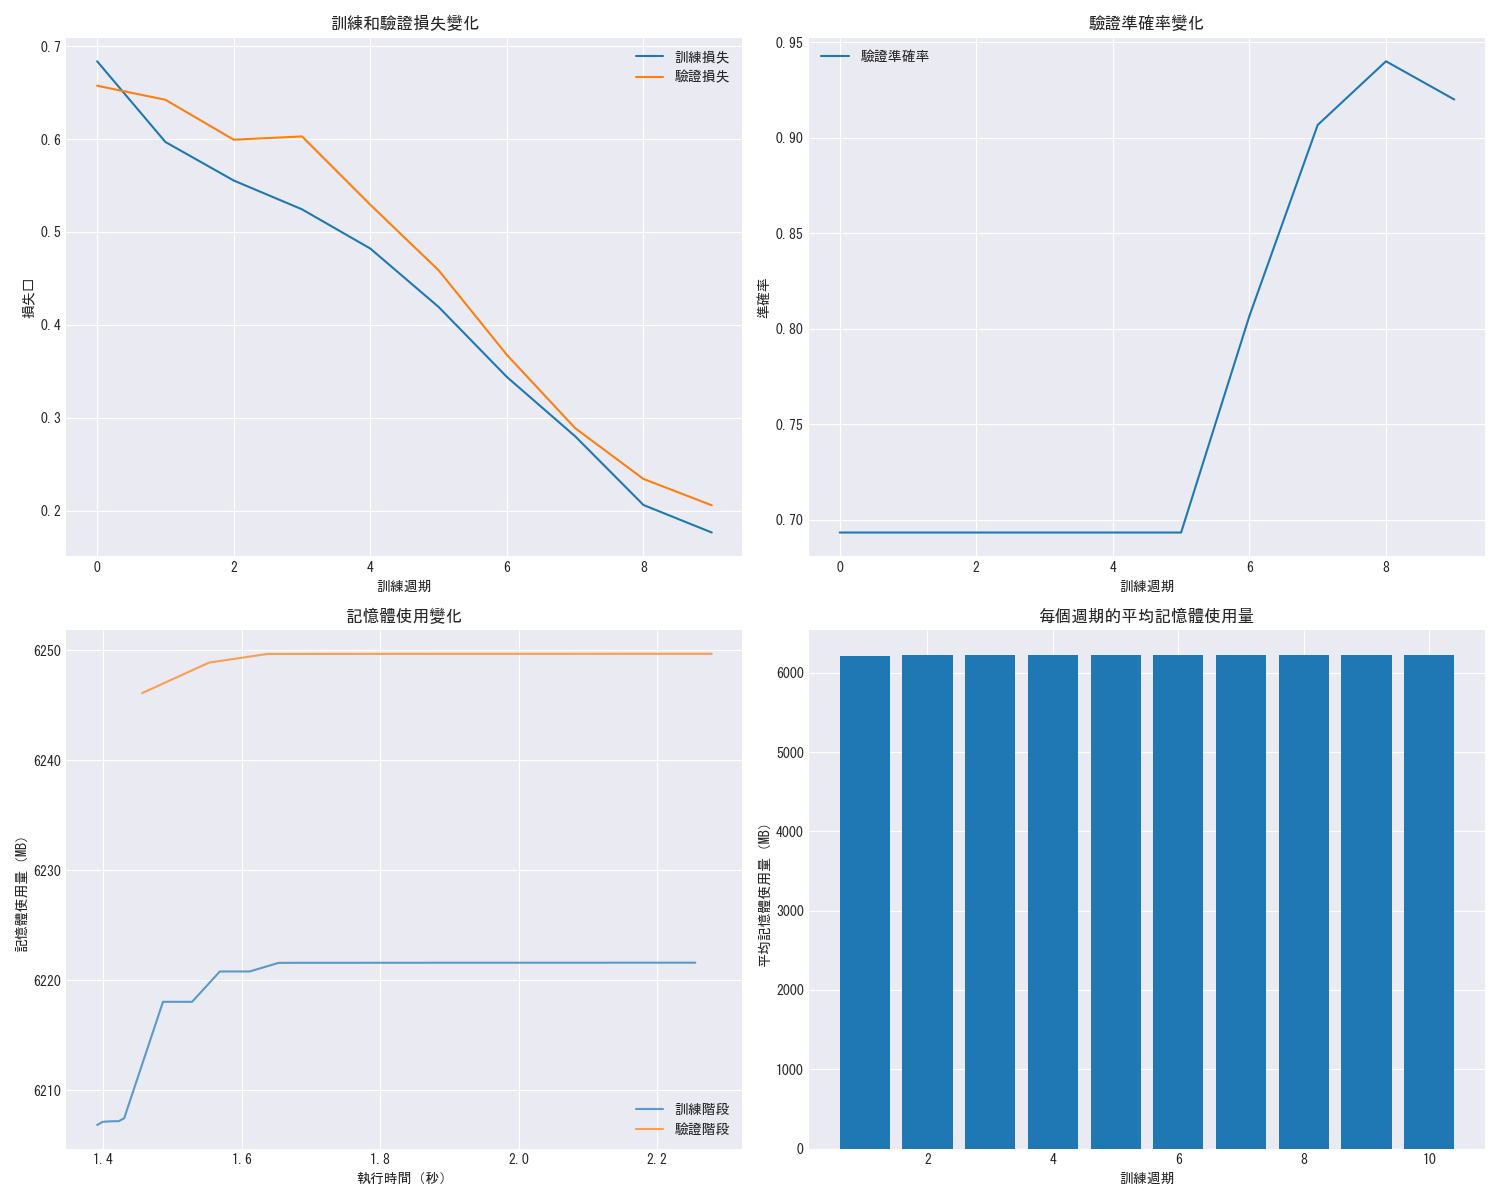 訓練和驗證損失變化
0.7
0.6
0.5
0.4
0.3
0.2
損失□
訓練損失
驗證損失
0 2 4 6 8
訓練週期
驗證準確率變化
0.95
0.90
0.85
0.80
0.75
0.70
準確率
驗證準確率
0 2 4 6 8
訓練週期
記憶體使用變化
6250
6240
6230
6220
6210
記憶體使用量 (MB)
訓練階段
驗證階段
1.4 1.6 1.8 2.0 2.2
執行時間 (秒)
每個週期的平均記憶體使用量
6000
5000
4000
3000
2000
1000
0
平均記憶體使用量 (MB)
2 4 6 8 10
訓練週期